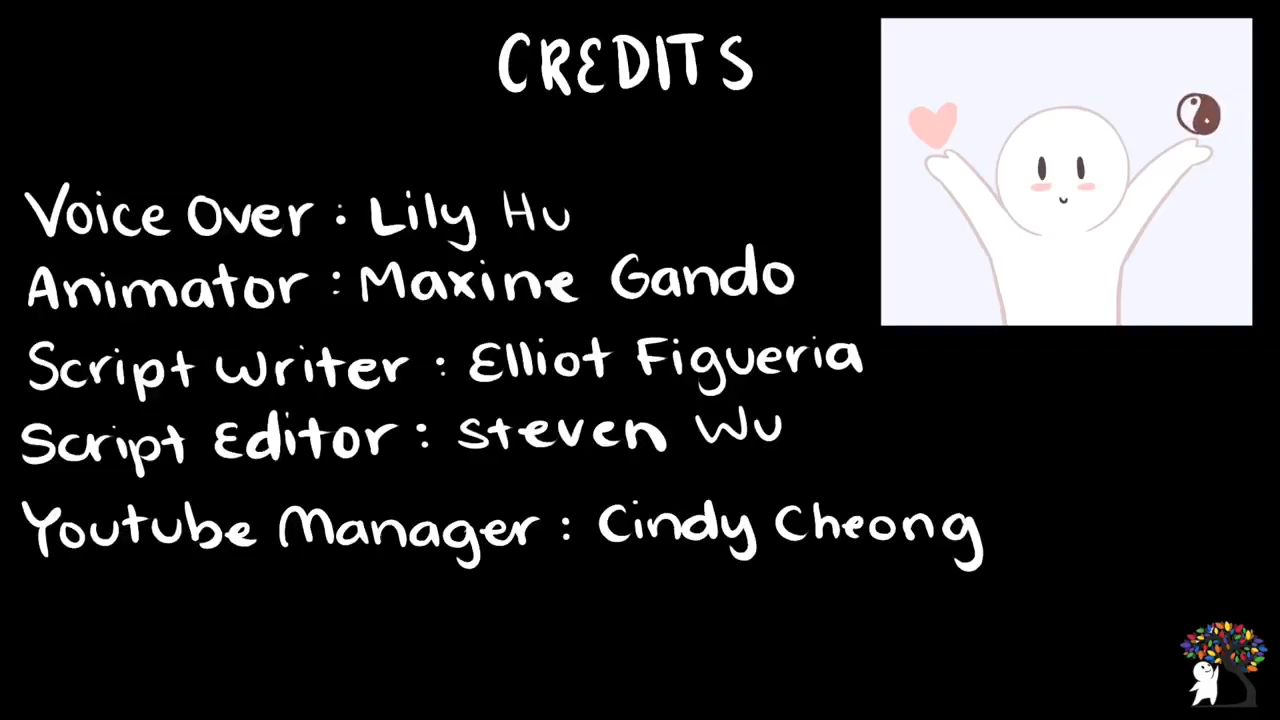 CREDITS
Voice Over : Lily Hu
Animator : Maxine Gando
Script Writer : Elliot Figueria
Script Editor : Steven Wu
Youtube Manager : Cindy Cheong